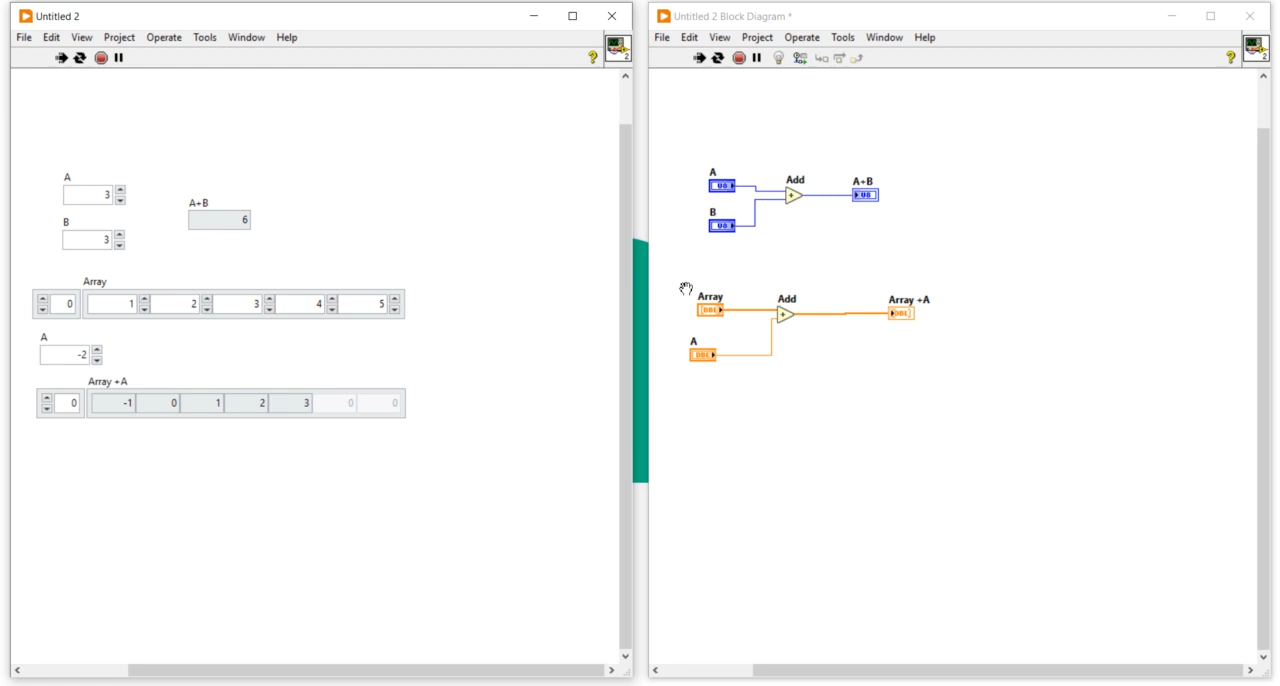 Untitled 2
File Edit View Project Operate Tools Window Help
2
A
3
A+B
6
B
3
Array
0 1 2 3 4 5
A
-2
Array +A
0 -1 0 1 2 3 0 0
Untitled 2 Block Diagram *
File Edit View Project Operate Tools Window Help
2
A
U8
Add
A+B
U8
B
U8
Array
[DBL]
Add
Array +A
DBL]
A
DBL